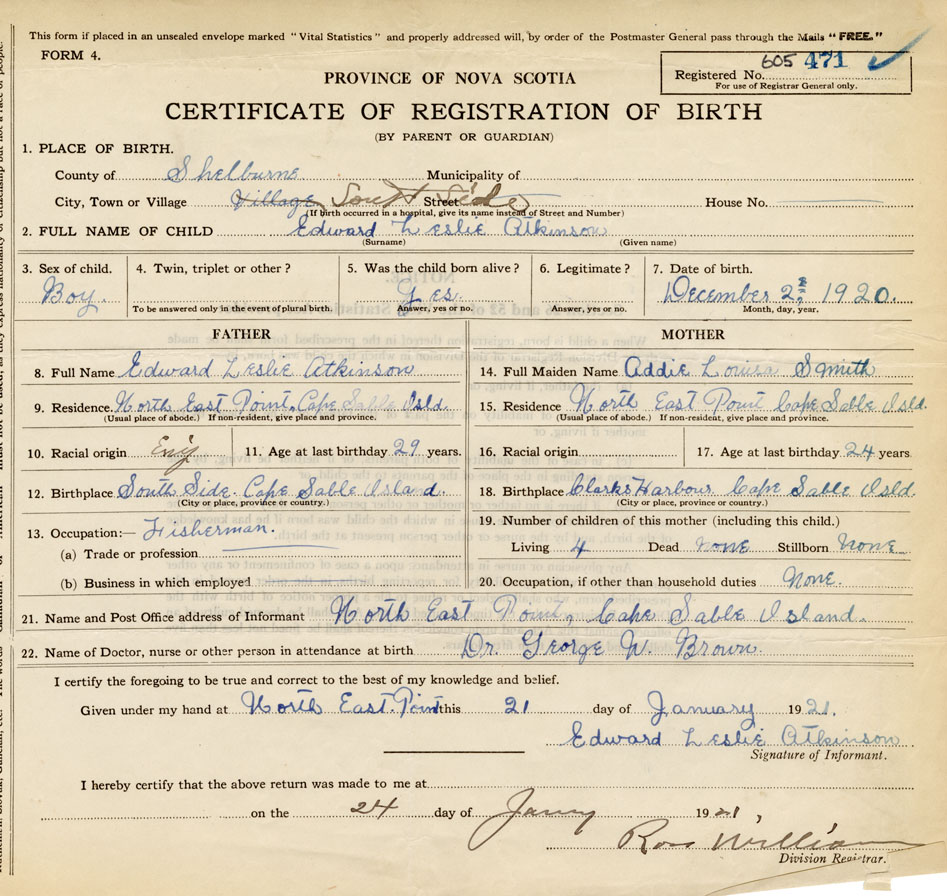 This form if placed in an unsealed envelope marked "Vital Statistics" and properly addressed will, by order of the Postmaster General pass through the Mails "FREE."
FORM 4.
605 471
Registered No.
For use of Registrar General only.
PROVINCE OF NOVA SCOTIA
CERTIFICATE OF REGISTRATION OF BIRTH
(BY PARENT OR GUARDIAN)
1. PLACE OF BIRTH.
County of Shelburne Municipality of
City, Town or Village Village South Side Street House No.
(If birth occurred in a hospital, give its name instead of Street and Number)
2. FULL NAME OF CHILD Edward Leslie Atkinson
(Surname) (Given name)
3. Sex of child. 4. Twin, triplet or other? 5. Was the child born alive? 6. Legitimate? 7. Date of birth.
Boy. Yes. December 2nd, 1920.
To be answered only in the event of plural birth. Answer, yes or no. Answer, yes or no. Month, day, year.
FATHER MOTHER
8. Full Name Edward Leslie Atkinson 14. Full Maiden Name Addie Louisa Smith
9. Residence. North East Point, Cape Sable Isld. 15. Residence North East Point Cape Sable Isld.
(Usual place of abode.) If non-resident, give place and province. (Usual place of abode.) If non-resident, give place and province.
10. Racial origin Eng 11. Age at last birthday 29 years. 16. Racial origin 17. Age at last birthday 24 years
12. Birthplace South Side. Cape Sable Island. 18. Birthplace Clarks Harbour Cape Sable Isld.
(City or place, province or country.) (City or place, province or country.)
13. Occupation:— Fisherman. 19. Number of children of this mother (including this child.)
(a) Trade or profession Living 4 Dead None Stillborn None
(b) Business in which employed 20. Occupation, if other than household duties None.
21. Name and Post Office address of Informant North East Point, Cape Sable Island.
22. Name of Doctor, nurse or other person in attendance at birth Dr. George W. Brown.
I certify the foregoing to be true and correct to the best of my knowledge and belief.
Given under my hand at North East. Point this 21 day of January 1921.
Edward Leslie Atkinson
Signature of Informant.
I hereby certify that the above return was made to me at
on the 24 day of Jany 1921
Ross William
Division Registrar.